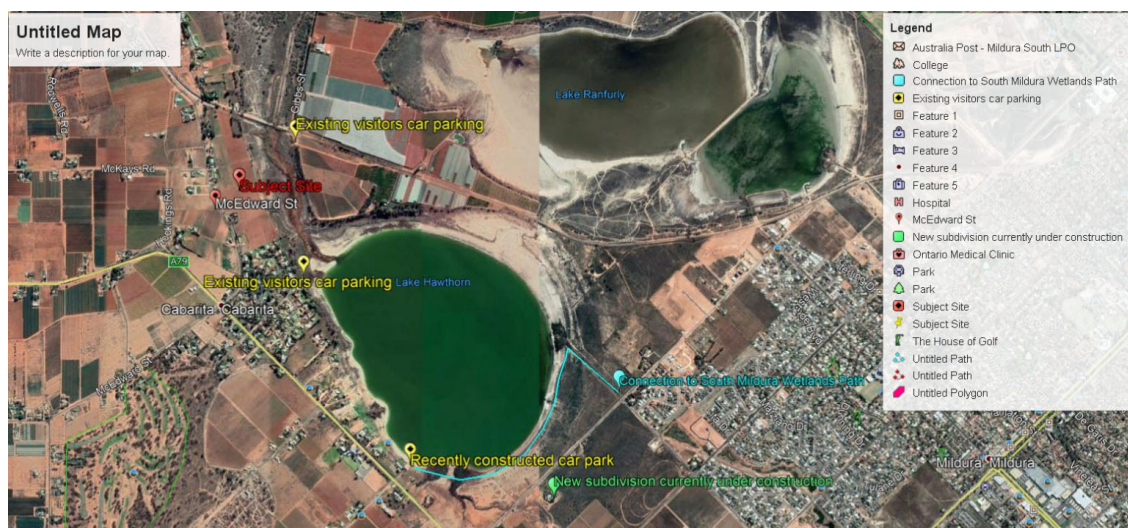 Untitled Map
Write a description for your map.
Gibbs St
Lake Ranfurly
Existing visitors car parking
McKays Rd
Subject Site
McEdward St
A79
Existing visitors car parking
Lake Hawthorn
Cabarita Cabarita
McEdward St
Connection to South Mildura Wetlands Path
Recently constructed car park
Mildura Mildura
New subdivision currently under construction
Legend
Australia Post - Mildura South LPO
College
Connection to South Mildura Wetlands Path
Existing visitors car parking
Feature 1
Feature 2
Feature 3
Feature 4
Feature 5
Hospital
McEdward St
New subdivision currently under construction
Ontario Medical Clinic
Park
Park
Subject Site
Subject Site
The House of Golf
Untitled Path
Untitled Path
Untitled Polygon